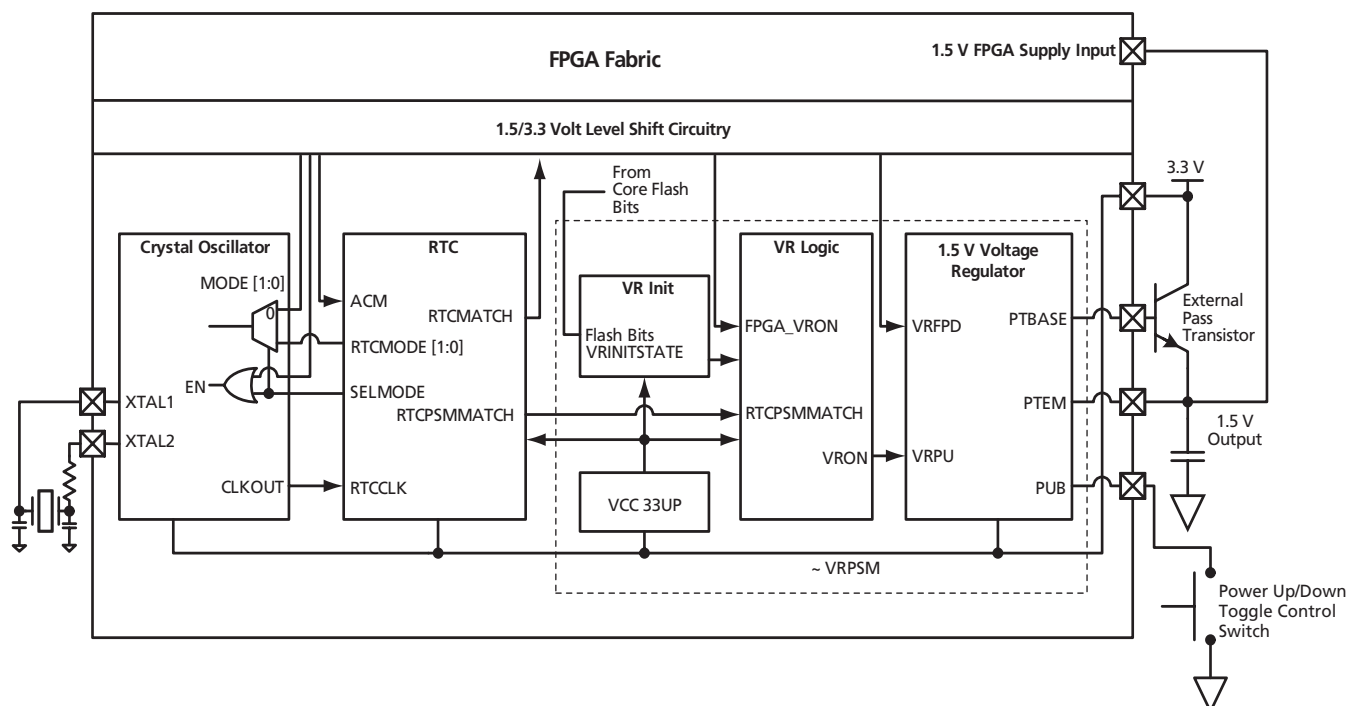 FPGA Fabric
1.5 V FPGA Supply Input
1.5/3.3 Volt Level Shift Circuitry
From
Core Flash
Bits
3.3 V
Crystal Oscillator
MODE [1:0]
0
EN
XTAL1
XTAL2
CLKOUT
RTC
ACM
RTCMATCH
RTCMODE [1:0]
SELMODE
RTCPSMMATCH
RTCCLK
VR Init
Flash Bits
VRINITSTATE
VCC 33UP
VR Logic
FPGA_VRON
RTCPSMMATCH
VRON
1.5 V Voltage
Regulator
VRFPD
PTBASE
PTEM
VRPU
PUB
External
Pass
Transistor
1.5 V
Output
~ VRPSM
Power Up/Down
Toggle Control
Switch